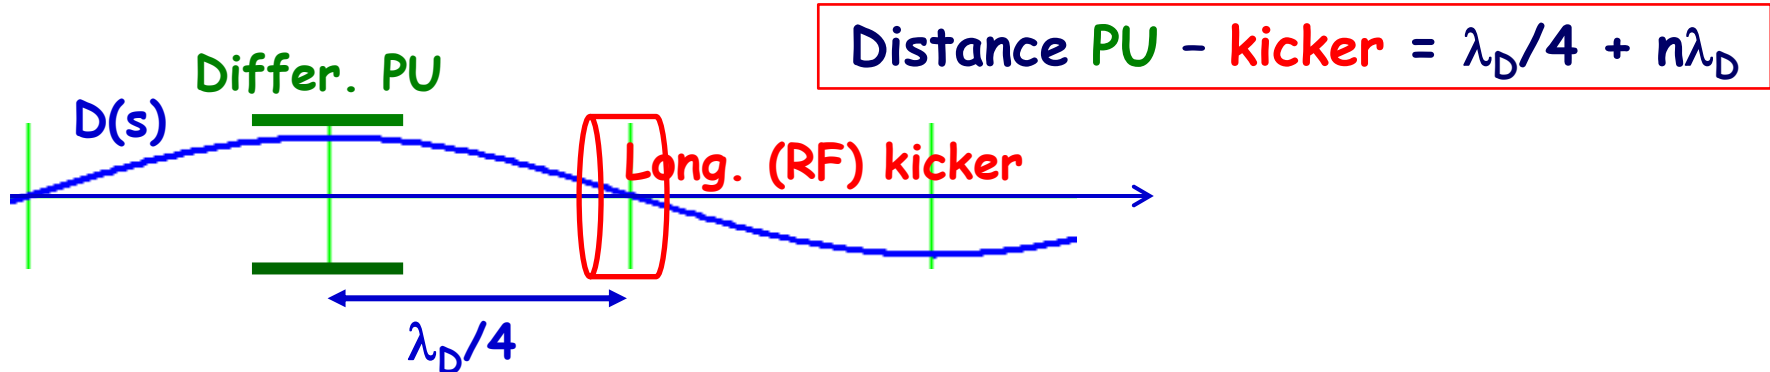 Distance PU - kicker = λD/4 + nλD
Differ. PU
D(s)
Long. (RF) kicker
λD/4